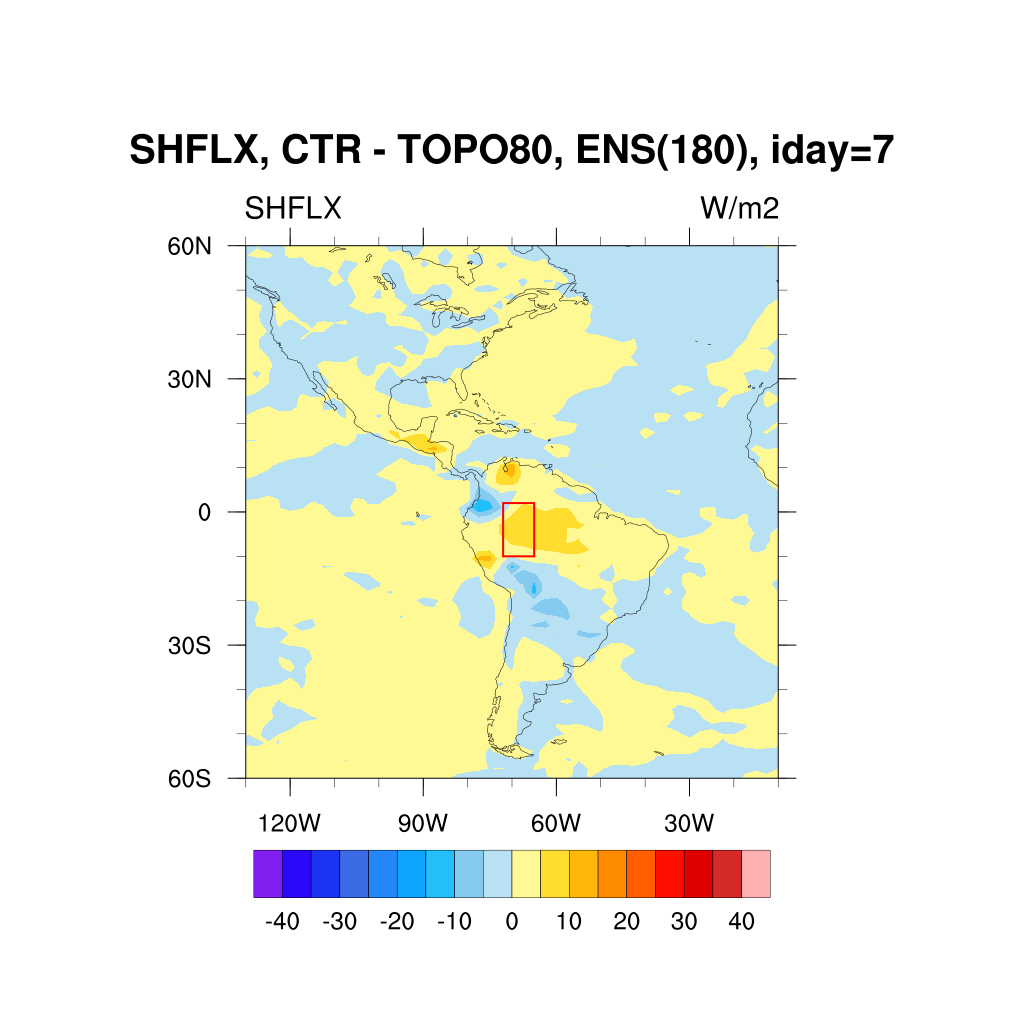 SHFLX, CTR - TOPO80, ENS(180), iday=7
SHFLX W/m2
60N
30N
0
30S
60S
120W 90W 60W 30W
-40 -30 -20 -10 0 10 20 30 40